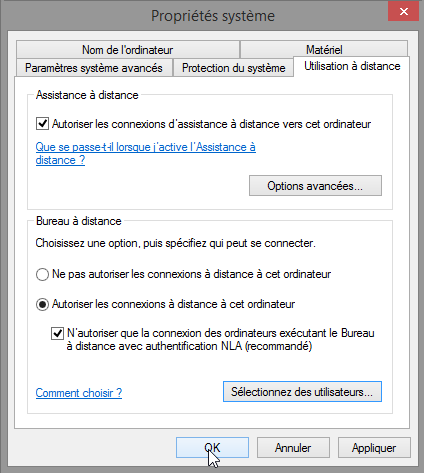 Propriétés système
Nom de l'ordinateur
Matériel
Paramètres système avancés
Protection du système
Utilisation à distance
Assistance à distance
Autoriser les connexions d'assistance à distance vers cet ordinateur
Que se passe-t-il lorsque j'active l'Assistance à
distance ?
Options avancées...
Bureau à distance
Choisissez une option, puis spécifiez qui peut se connecter.
Ne pas autoriser les connexions à distance à cet ordinateur
Autoriser les connexions à distance à cet ordinateur
N'autoriser que la connexion des ordinateurs exécutant le Bureau
à distance avec authentification NLA (recommandé)
Comment choisir ?
Sélectionnez des utilisateurs...
OK
Annuler
Appliquer